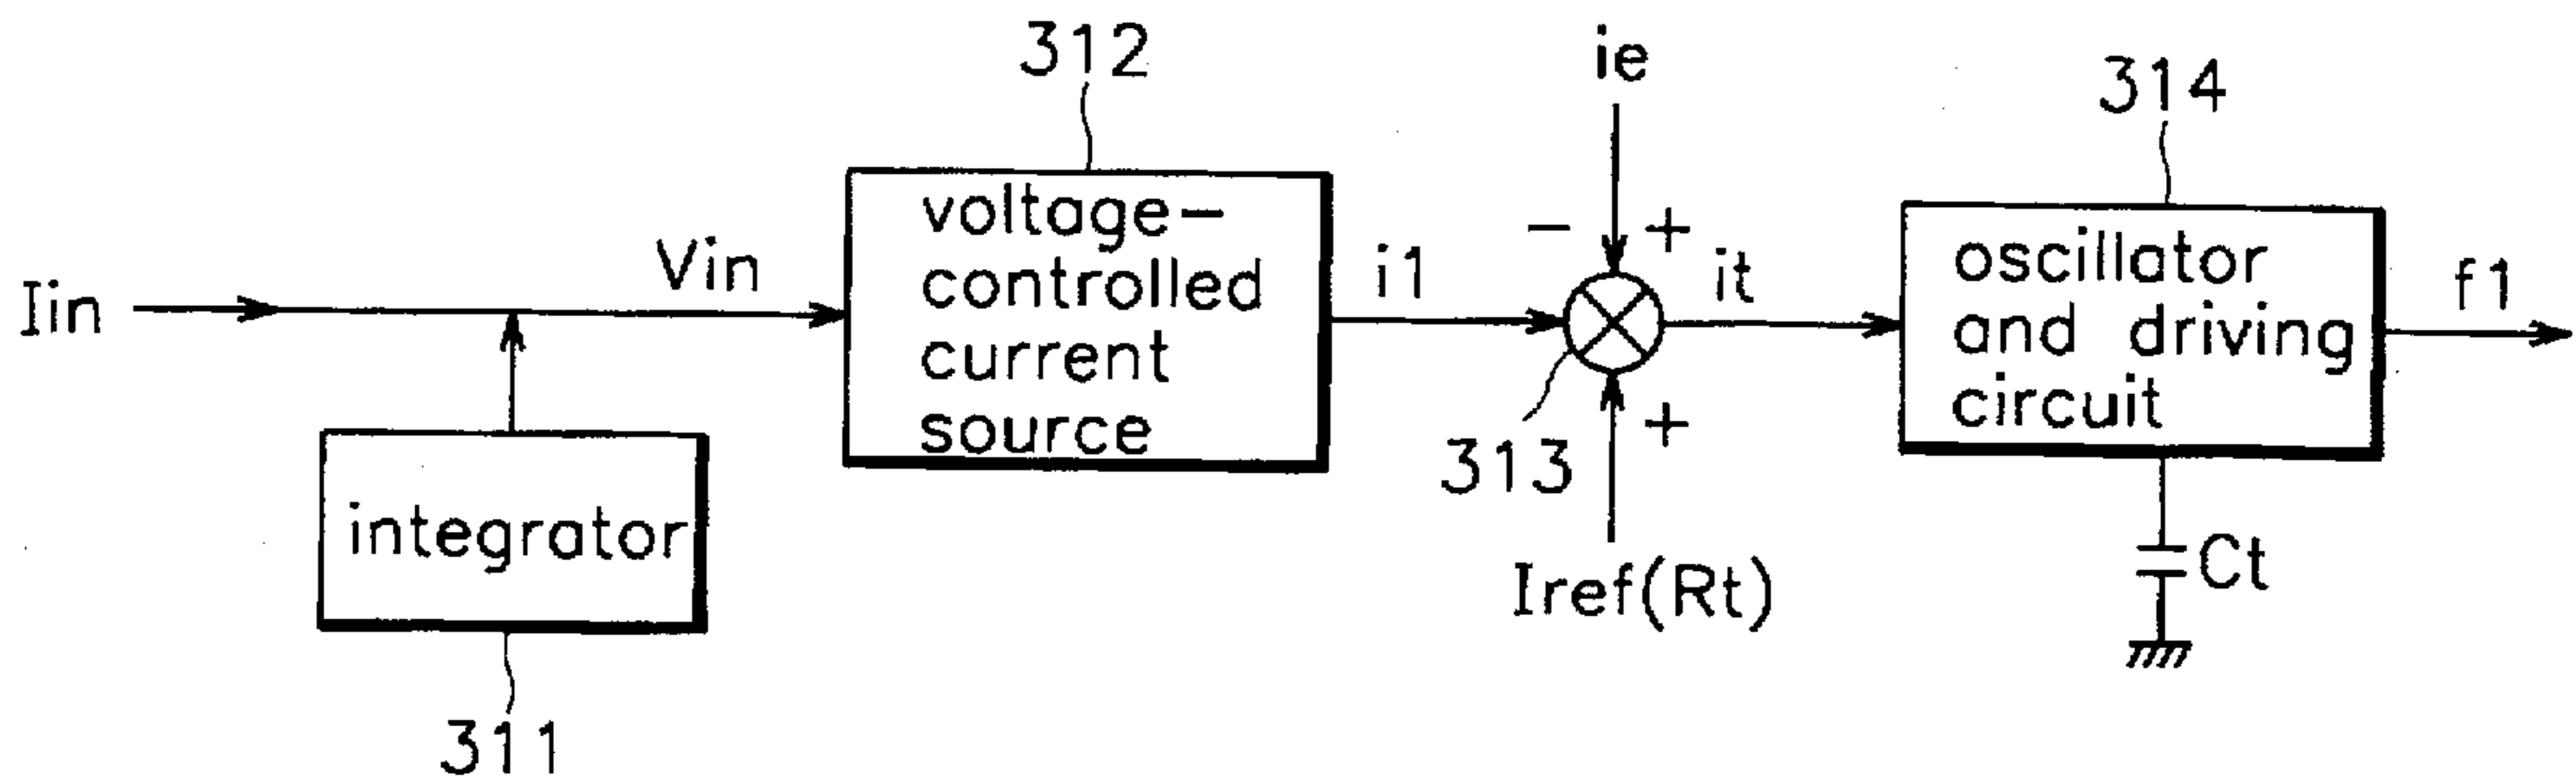 312
ie
314
voltage-
controlled
current
source
- +
oscillator
and driving
circuit
Iin
Vin
i1
it
f1
+
313
integrator
Iref(Rt)
Ct
311